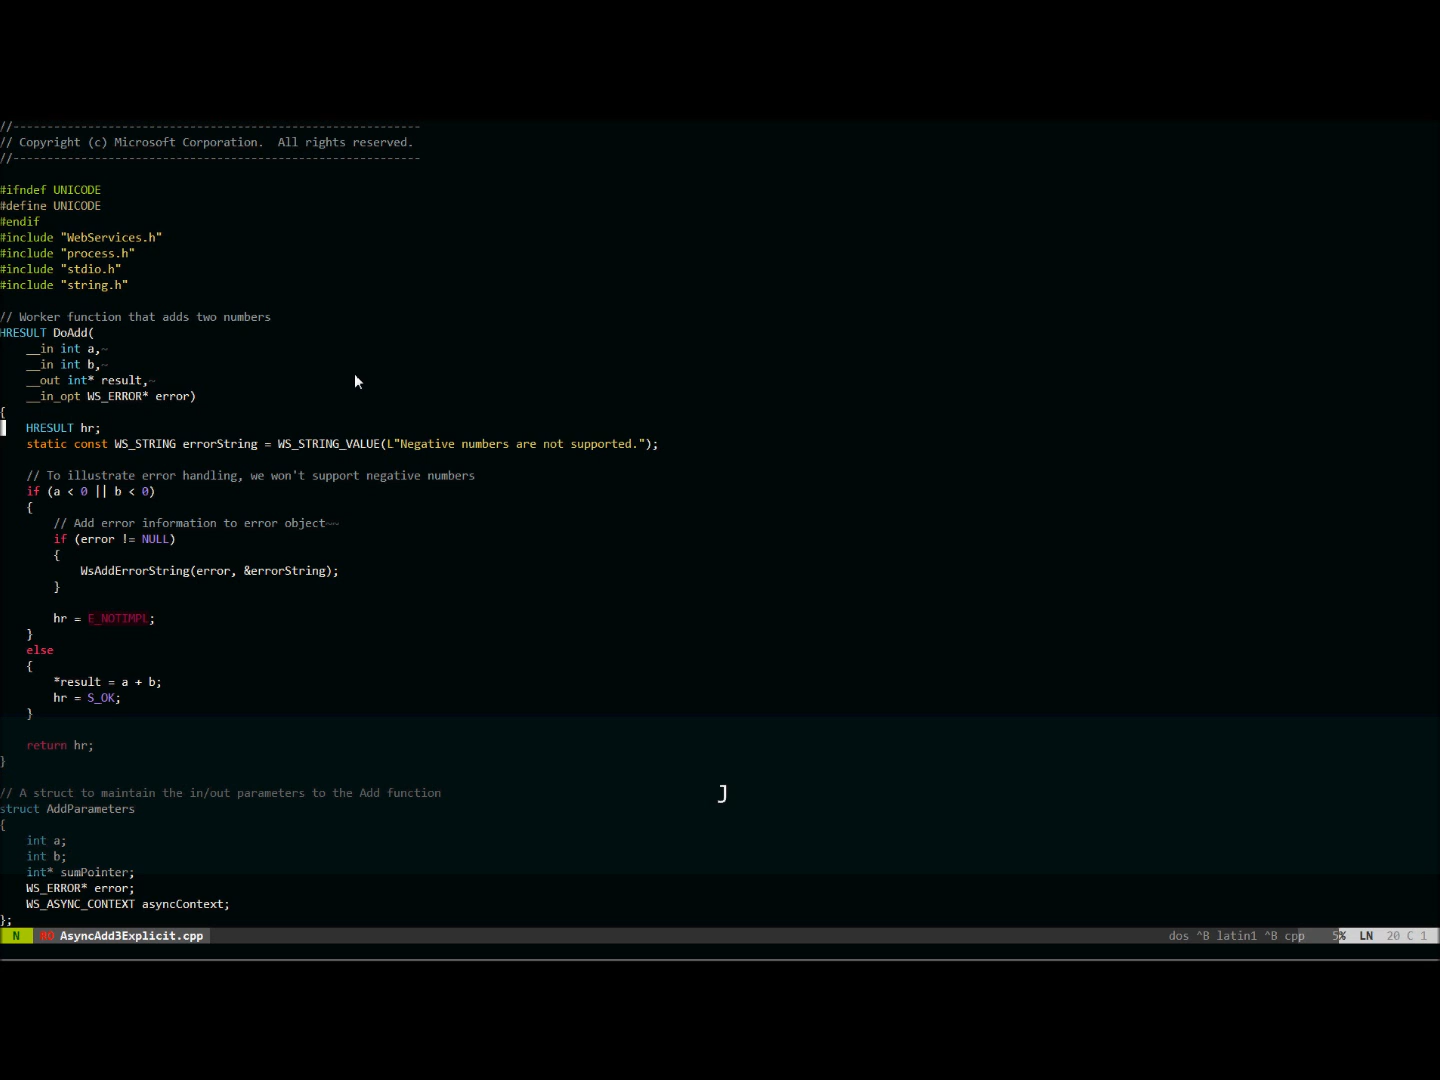 //------------------------------------------------------------
// Copyright (c) Microsoft Corporation.  All rights reserved.
//------------------------------------------------------------

#ifndef UNICODE
#define UNICODE
#endif
#include "WebServices.h"
#include "process.h"
#include "stdio.h"
#include "string.h"

// Worker function that adds two numbers
HRESULT DoAdd(
    __in int a,~
    __in int b,~
    __out int* result,~
    __in_opt WS_ERROR* error)
{
    HRESULT hr;
    static const WS_STRING errorString = WS_STRING_VALUE(L"Negative numbers are not supported.");

    // To illustrate error handling, we won't support negative numbers
    if (a < 0 || b < 0)
    {
        // Add error information to error object~~
        if (error != NULL)
        {
            WsAddErrorString(error, &errorString);
        }

        hr = E_NOTIMPL;
    }
    else
    {
        *result = a + b;
        hr = S_OK;
    }

    return hr;
}

// A struct to maintain the in/out parameters to the Add function
J
struct AddParameters
{
    int a;
    int b;
    int* sumPointer;
    WS_ERROR* error;
    WS_ASYNC_CONTEXT asyncContext;
};
N AsyncAdd3Explicit.cpp dos ^B latin1 ^B cpp 5% LN 20 C 1